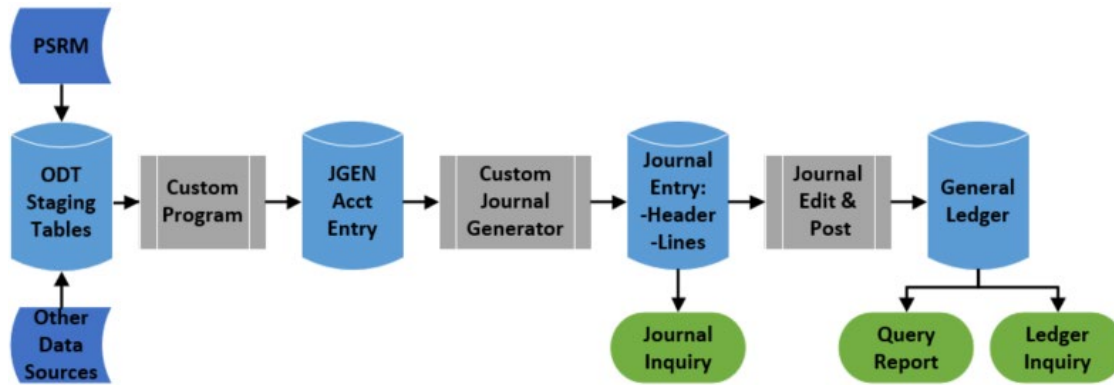 PSRM
ODT
Staging
Tables
Custom
Program
JGEN
Acct
Entry
Custom
Journal
Generator
Journal
Entry:
-Header
-Lines
Journal
Edit &
Post
General
Ledger
Other
Data
Sources
Journal
Inquiry
Query
Report
Ledger
Inquiry